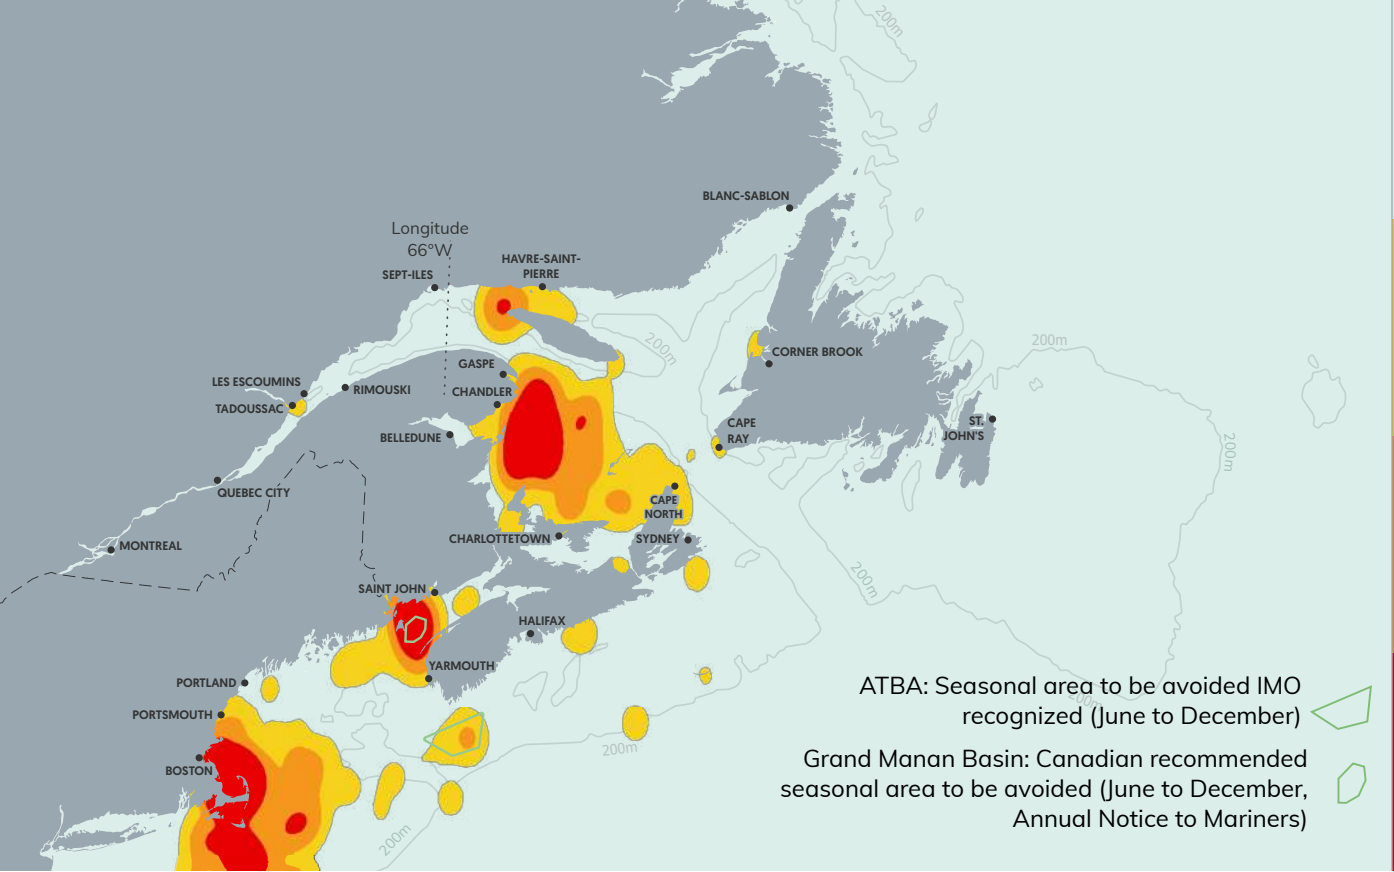 200m
BLANC-SABLON
Longitude
66°W
HAVRE-SAINT-
PIERRE
SEPT-ILES
200m
200m
CORNER BROOK
GASPE
LES ESCOUMINS
RIMOUSKI
CHANDLER
TADOUSSAC
CAPE
RAY
ST.
JOHN'S
BELLEDUNE
200m
QUEBEC CITY
CAPE
NORTH
CHARLOTTETOWN
SYDNEY
MONTREAL
200m
SAINT JOHN
HALIFAX
YARMOUTH
PORTLAND
ATBA: Seasonal area to be avoided IMO
recognized (June to December)
200m
PORTSMOUTH
200m
BOSTON
Grand Manan Basin: Canadian recommended
seasonal area to be avoided (June to December,
Annual Notice to Mariners)
200m